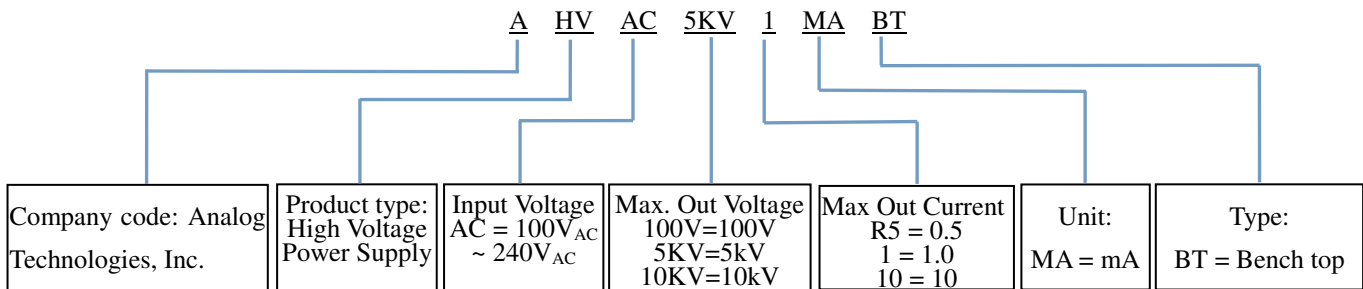 A HV AC 5KV 1 MA BT
Company code: Analog
Technologies, Inc.
Product type:
High Voltage
Power Supply
Input Voltage
AC = 100VAC
~ 240VAC
Max. Out Voltage
100V=100V
5KV=5kV
10KV=10kV
Max Out Current
R5 = 0.5
1 = 1.0
10 = 10
Unit:
MA = mA
Type:
BT = Bench top